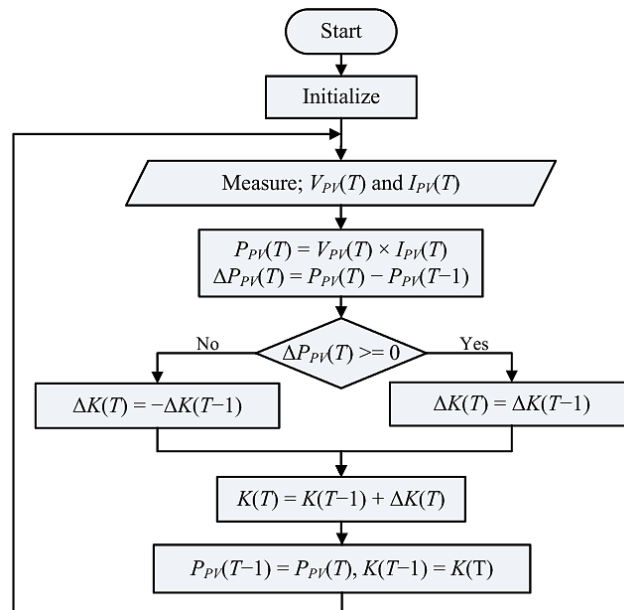 Start
Initialize
Measure; V_PV(T) and I_PV(T)
P_PV(T) = V_PV(T) × I_PV(T)
ΔP_PV(T) = P_PV(T) − P_PV(T−1)
No
ΔP_PV(T) >= 0
Yes
ΔK(T) = −ΔK(T−1)
ΔK(T) = ΔK(T−1)
K(T) = K(T−1) + ΔK(T)
P_PV(T−1) = P_PV(T), K(T−1) = K(T)